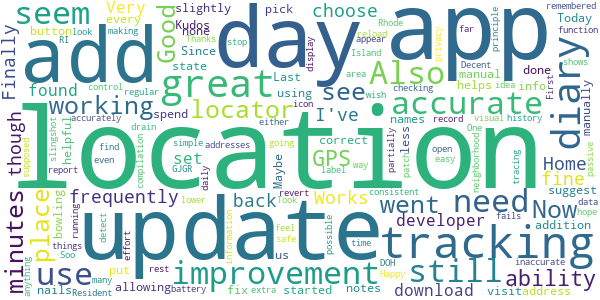 seem
day
app
add
location
update
tracking
great
accurate
Also
diary
locator
working
found
Good
choose
see
I've
GPS
Home
fine
need
Now
went
still
ability
improvement
use
place
minutes
though
Finally
frequently
set
back
Works
developer
download
suggest
manually
Very
every
button
look
RI
Kudos
none
Since
state
Last
using
spend
slightly
pick
far
Today
remembered
Rhode
Island
reload
appear
Thanks
stop
display
area
icon
making
control
regular
accurately
drain
compilation
helpful
slingshot
find
even
addresses
simple
either
going
daily
GJGR
label
way
correct
Maybe
helps
idea
info
manual
done
checking
wish
privacy
principle
Decent
function
shows
First
names
record
visual
history
patch
less
open
easy
One
tracing
neighborhood
passive
partially
report
supposed
bowling
nails
Resident
running
things
Soo
anything
many
put
effort
rest
battery
detect
allowing
fix
extra
lower
revert
Took
us
feel
safe
information
started
possible
time
notes
DOH
Happy
consistent
fails
inaccurate
addition
visit
address
data
hope